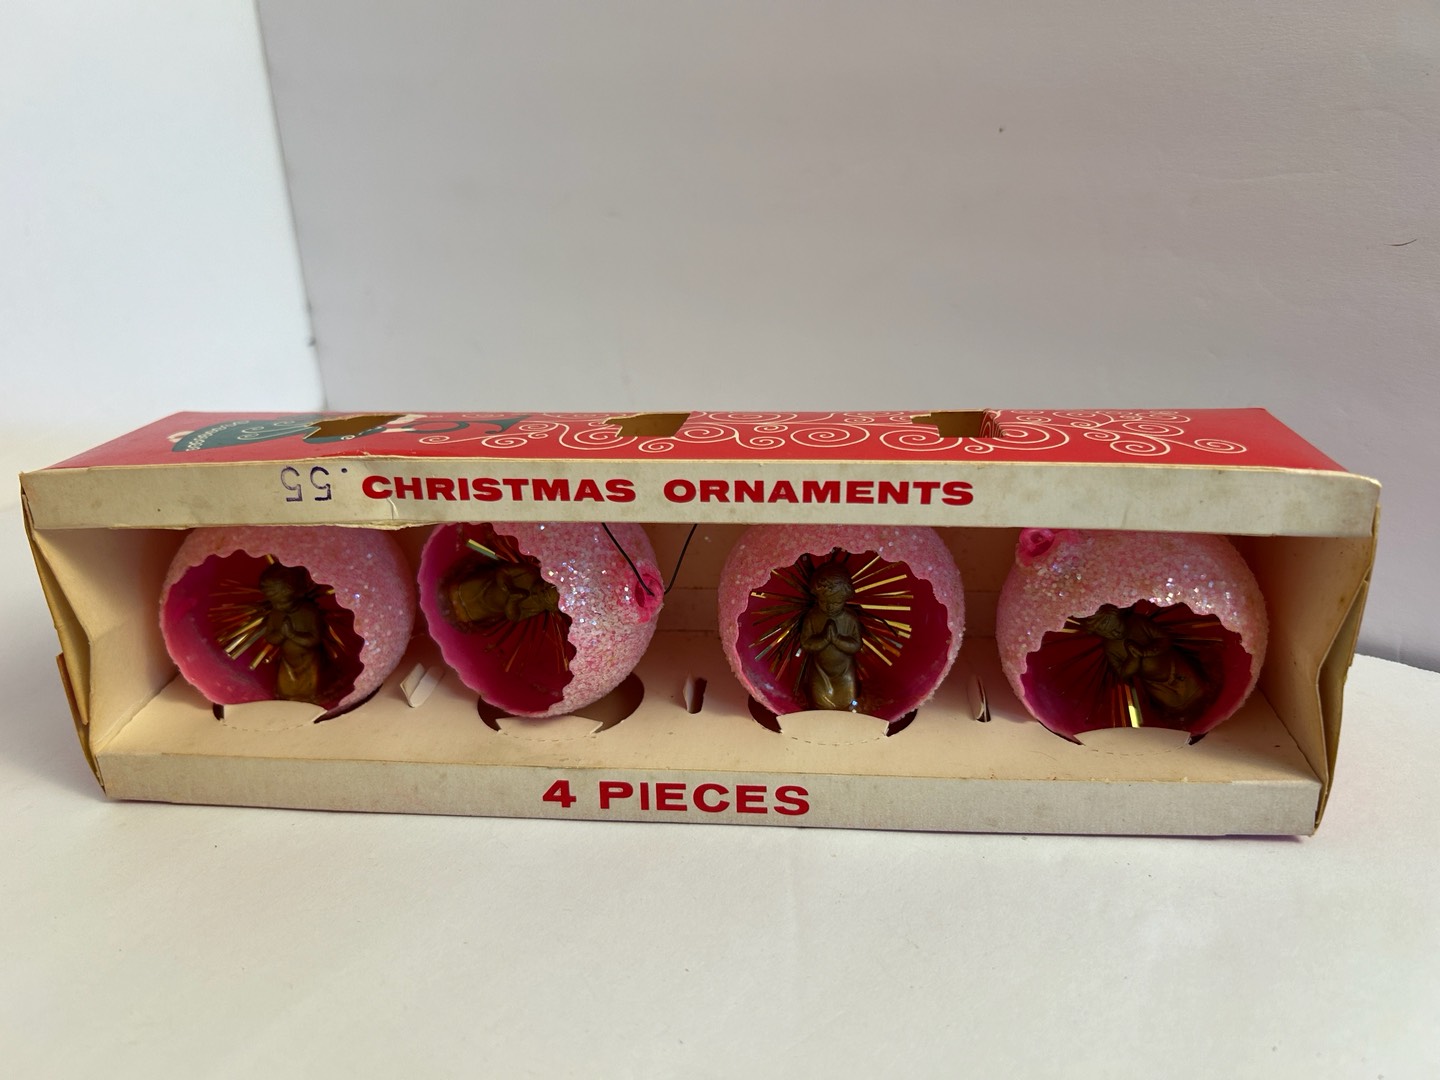 .55
CHRISTMAS ORNAMENTS
4 PIECES